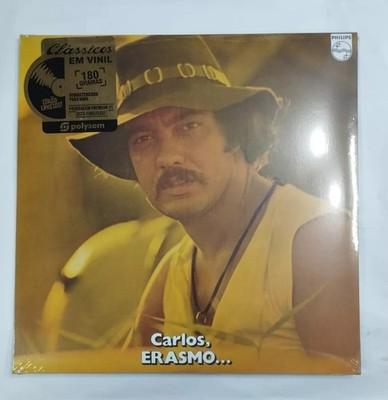 Clássicos
EM VINIL
180
GRAMAS
polysom
PHILIPS
Carlos,
ERASMO...